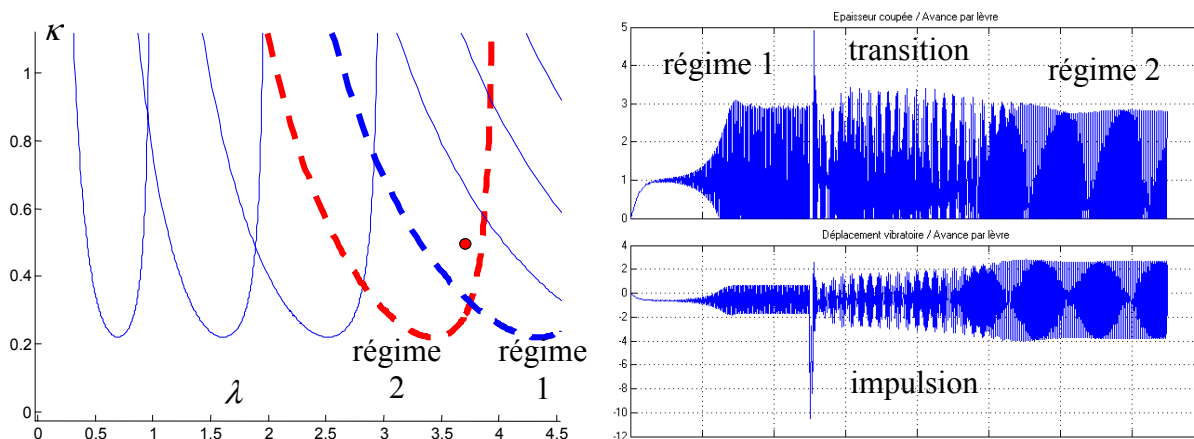 κ
1
0.8
0.6
0.4
0.2
0
régime
2
régime
1
λ
0 0.5 1 1.5 2 2.5 3 3.5 4 4.5
Epaisseur coupée / Avance par lèvre
5
4
3
2
1
0
régime 1
transition
régime 2
Déplacement vibratoire / Avance par lèvre
4
2
0
-2
-4
-6
-8
-10
-12
impulsion